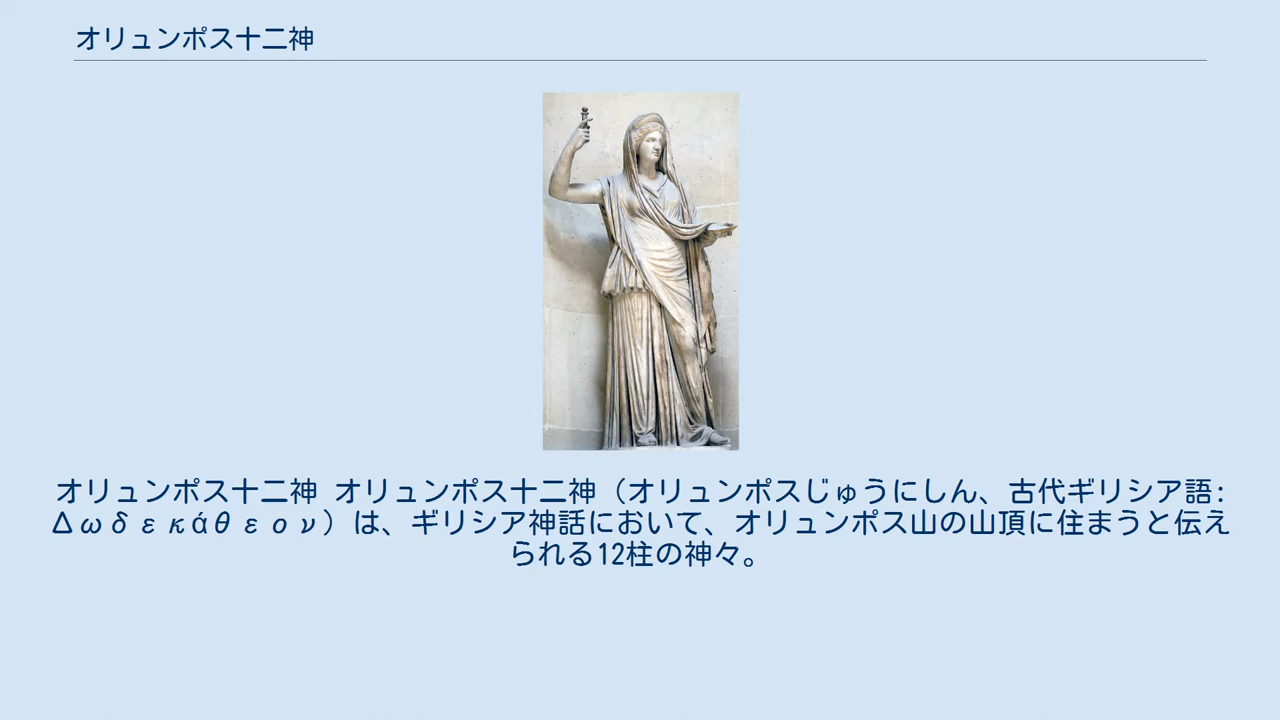 オリュンポス十二神
オリュンポス十二神 オリュンポス十二神（オリュンポスじゅうにしん、古代ギリシア語:
Δωδεκάθεον）は、ギリシア神話において、オリュンポス山の山頂に住まうと伝え
られる12柱の神々。